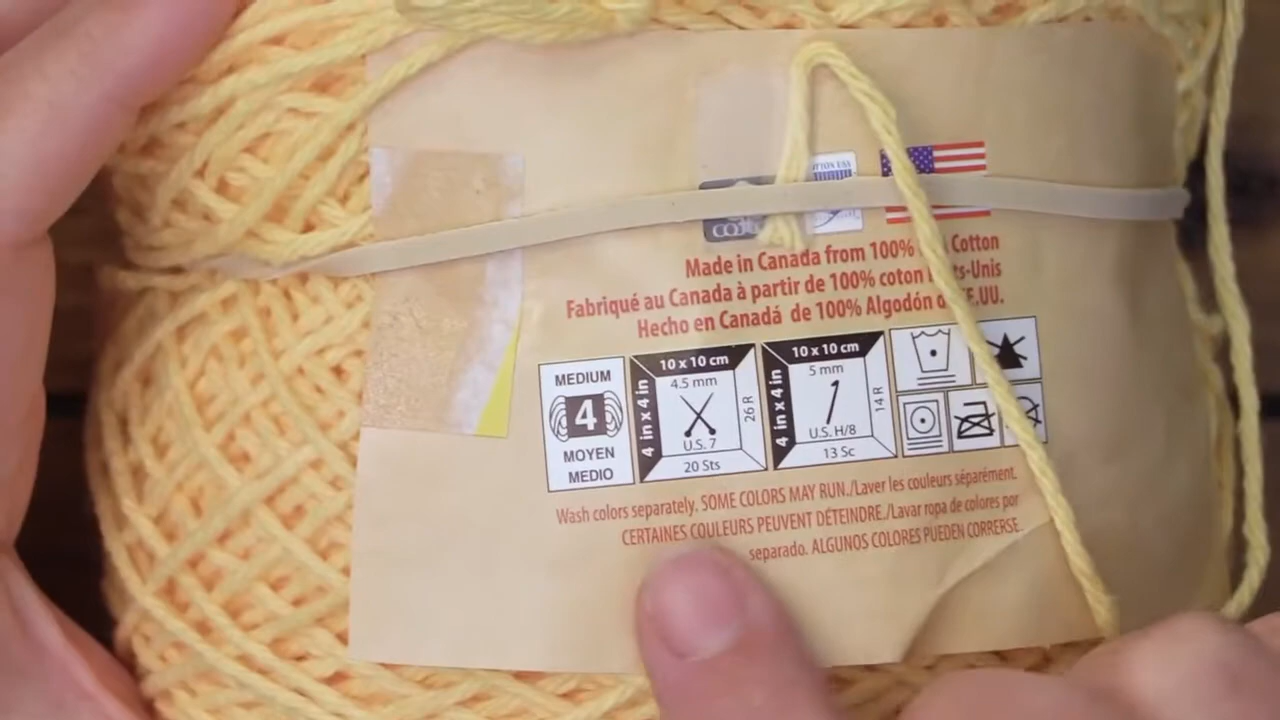 Made in Canada from 100% Cotton
Fabriqué au Canada à partir de 100% coton -Unis
Hecho en Canadá de 100% Algodón UU.
MEDIUM
4
MOYEN
MEDIO
10 x 10 cm
4 in x 4 in
4.5 mm
26 R
U.S. 7
20 Sts
10 x 10 cm
4 in x 4 in
5 mm
14 R
U.S. H/8
13 Sc
Wash colors separately. SOME COLORS MAY RUN./Laver les couleurs séparément.
CERTAINES COULEURS PEUVENT DÉTEINDRE./Lavar ropa de colores por
separado. ALGUNOS COLORES PUEDEN CORRERSE.